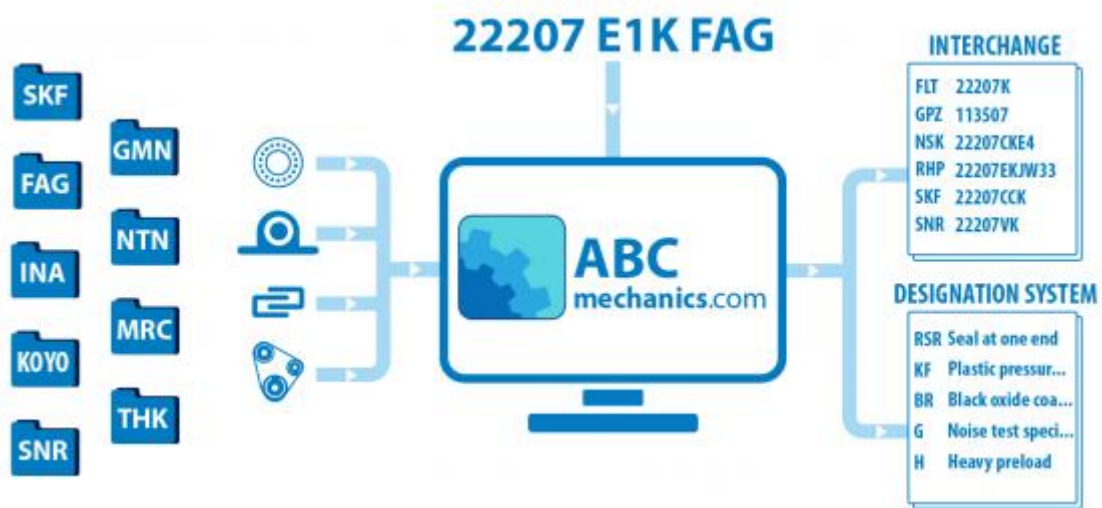 22207 E1K FAG
SKF
FAG
INA
KOYO
SNR
GMN
NTN
MRC
THK
ABC
mechanics.com
INTERCHANGE
FLT 22207K
GPZ 113507
NSK 22207CKE4
RHP 22207EKJW33
SKF 22207CCK
SNR 22207VK
DESIGNATION SYSTEM
RSR Seal at one end
KF Plastic pressur...
BR Black oxide coa...
G Noise test speci...
H Heavy preload